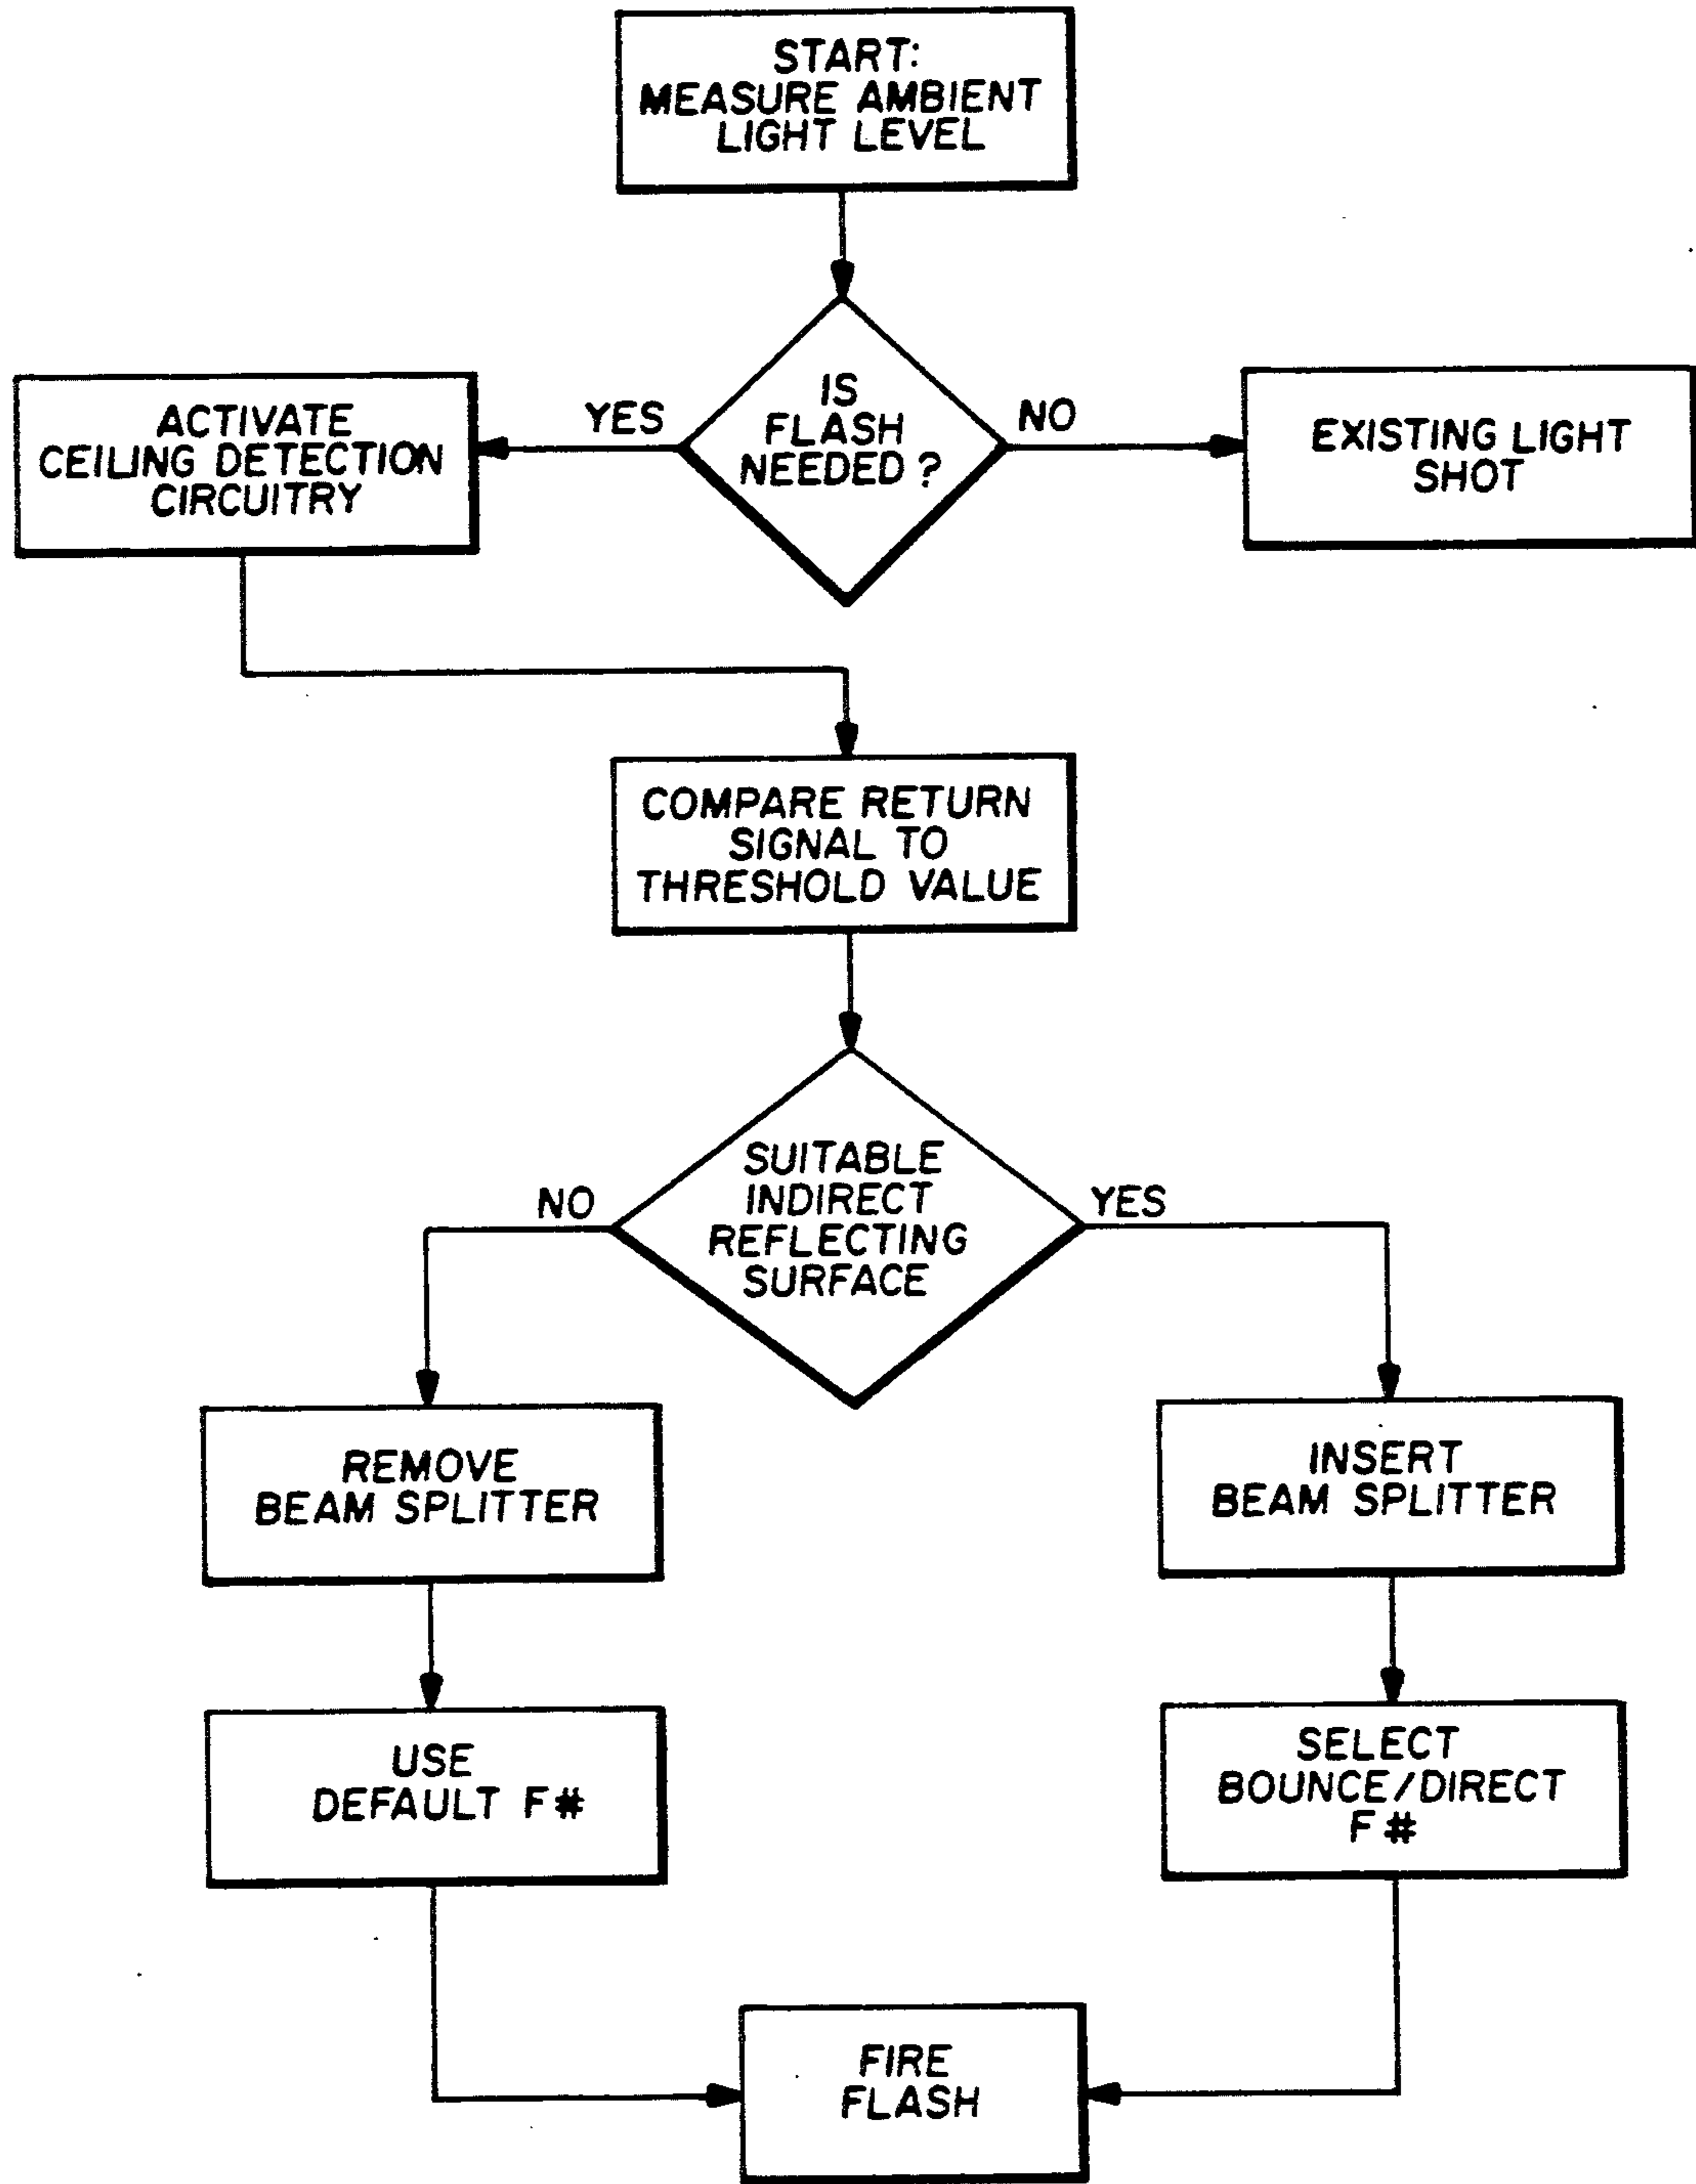 START:
MEASURE AMBIENT
LIGHT LEVEL
IS
FLASH
NEEDED?
YES
NO
ACTIVATE
CEILING DETECTION
CIRCUITRY
EXISTING LIGHT
SHOT
COMPARE RETURN
SIGNAL TO
THRESHOLD VALUE
SUITABLE
INDIRECT
REFLECTING
SURFACE
NO
YES
REMOVE
BEAM SPLITTER
INSERT
BEAM SPLITTER
USE
DEFAULT F#
SELECT
BOUNCE/DIRECT
F#
FIRE
FLASH